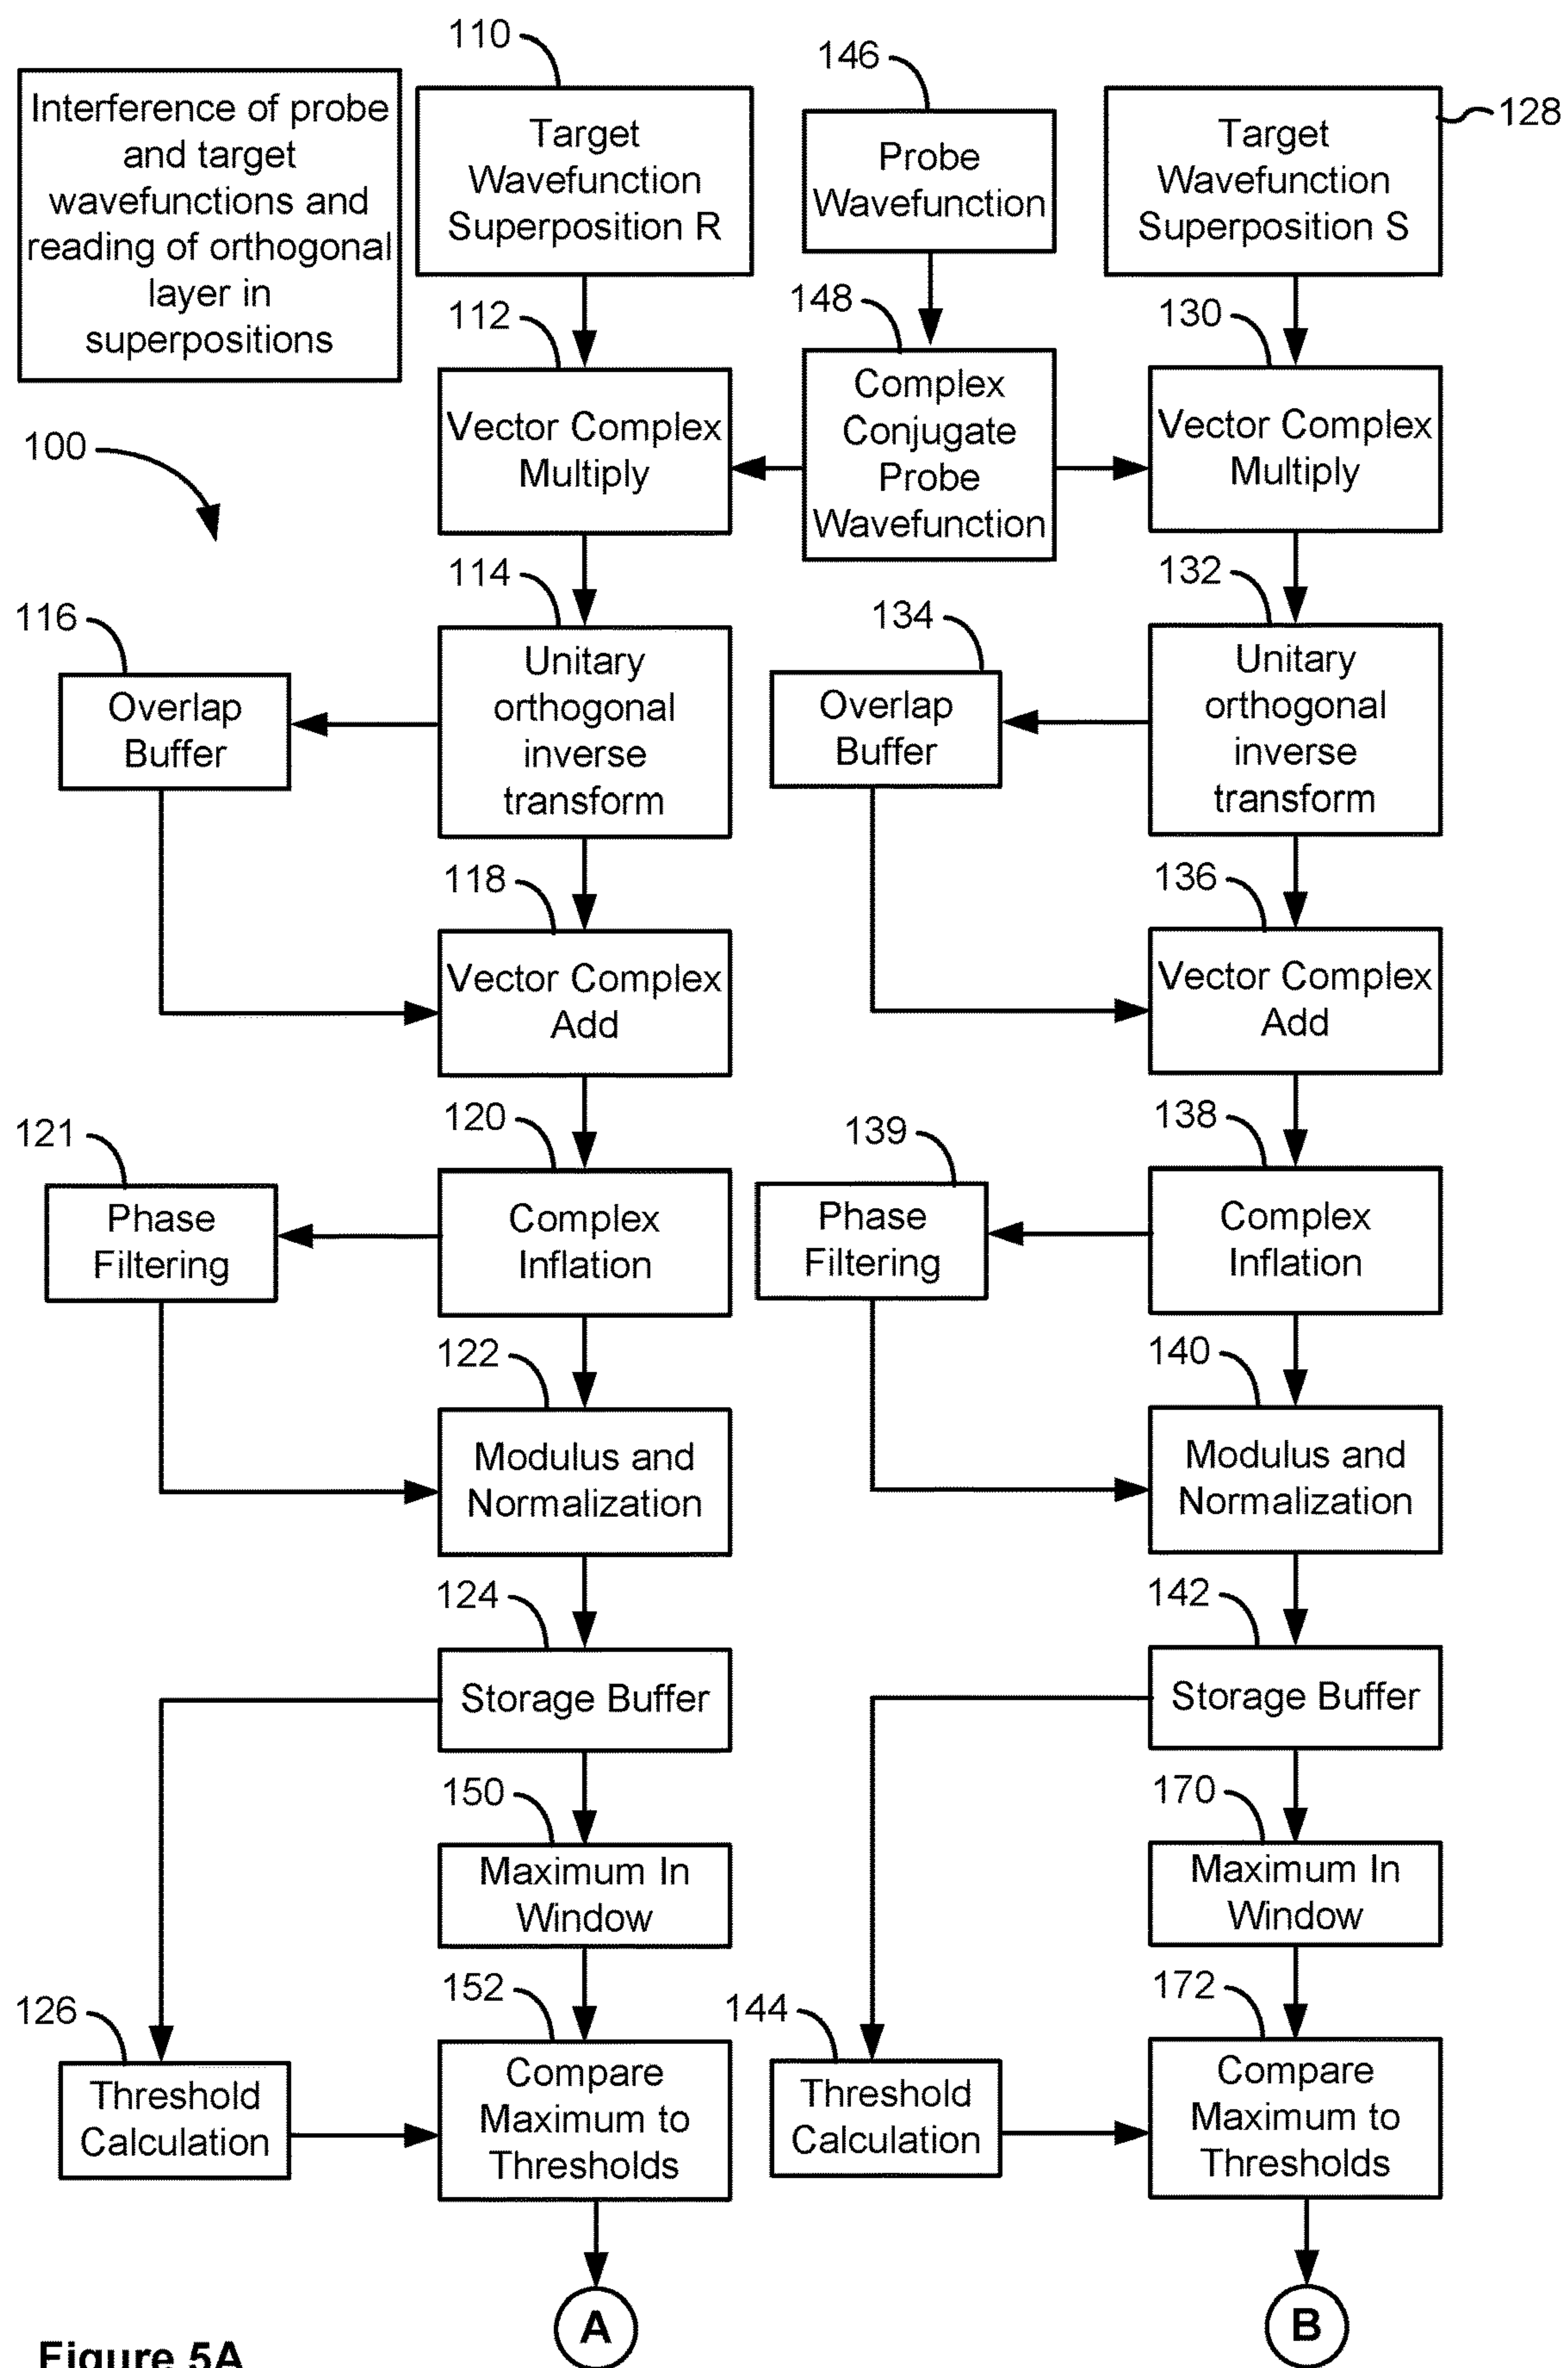 110
146
128
Interference of probe
and target
wavefunctions and
reading of orthogonal
layer in
superpositions
Target
Wavefunction
Superposition R
Probe
Wavefunction
Target
Wavefunction
Superposition S
112
148
130
Vector Complex
Multiply
Complex
Conjugate
Probe
Wavefunction
Vector Complex
Multiply
100
114
132
116
134
Overlap
Buffer
Unitary
orthogonal
inverse
transform
Overlap
Buffer
Unitary
orthogonal
inverse
transform
118
136
Vector Complex
Add
Vector Complex
Add
120
138
121
139
Phase
Filtering
Complex
Inflation
Phase
Filtering
Complex
Inflation
122
140
Modulus and
Normalization
Modulus and
Normalization
124
142
Storage Buffer
Storage Buffer
150
170
Maximum In
Window
Maximum In
Window
152
172
126
144
Threshold
Calculation
Compare
Maximum to
Thresholds
Threshold
Calculation
Compare
Maximum to
Thresholds
A
B
Figure 5A